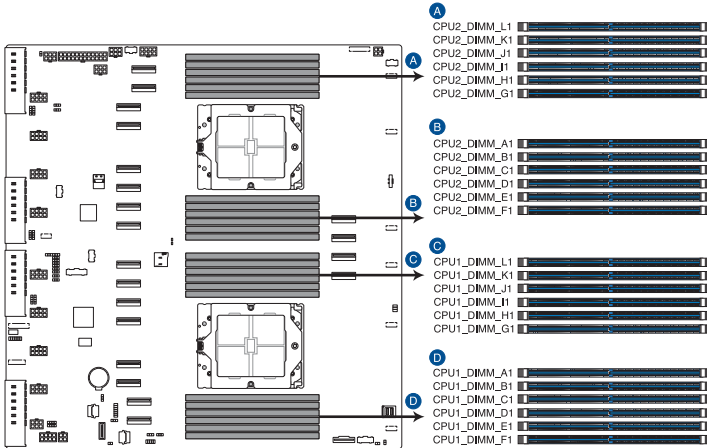 A
CPU2_DIMM_L1
CPU2_DIMM_K1
CPU2_DIMM_J1
CPU2_DIMM_I1
CPU2_DIMM_H1
CPU2_DIMM_G1
A
B
CPU2_DIMM_A1
CPU2_DIMM_B1
CPU2_DIMM_C1
CPU2_DIMM_D1
CPU2_DIMM_E1
CPU2_DIMM_F1
B
C
CPU1_DIMM_L1
CPU1_DIMM_K1
CPU1_DIMM_J1
CPU1_DIMM_I1
CPU1_DIMM_H1
CPU1_DIMM_G1
C
D
CPU1_DIMM_A1
CPU1_DIMM_B1
CPU1_DIMM_C1
CPU1_DIMM_D1
CPU1_DIMM_E1
CPU1_DIMM_F1
D